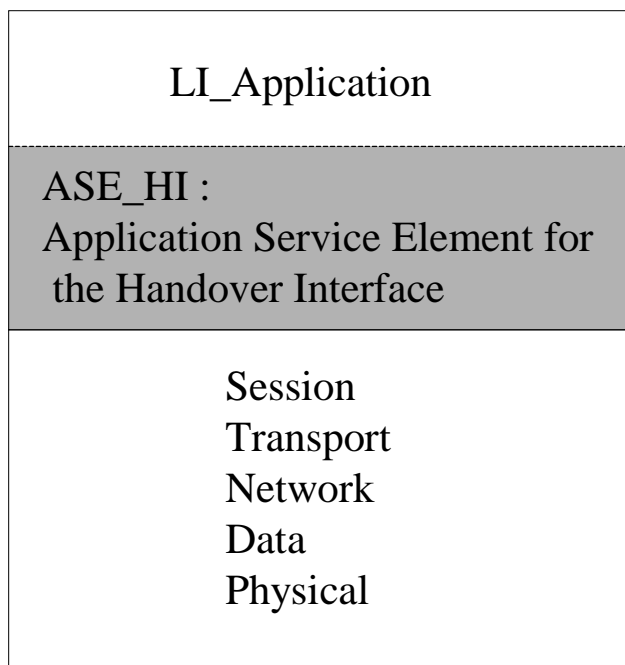 LI_Application
ASE_HI :
Application Service Element for
the Handover Interface
Session
Transport
Network
Data
Physical